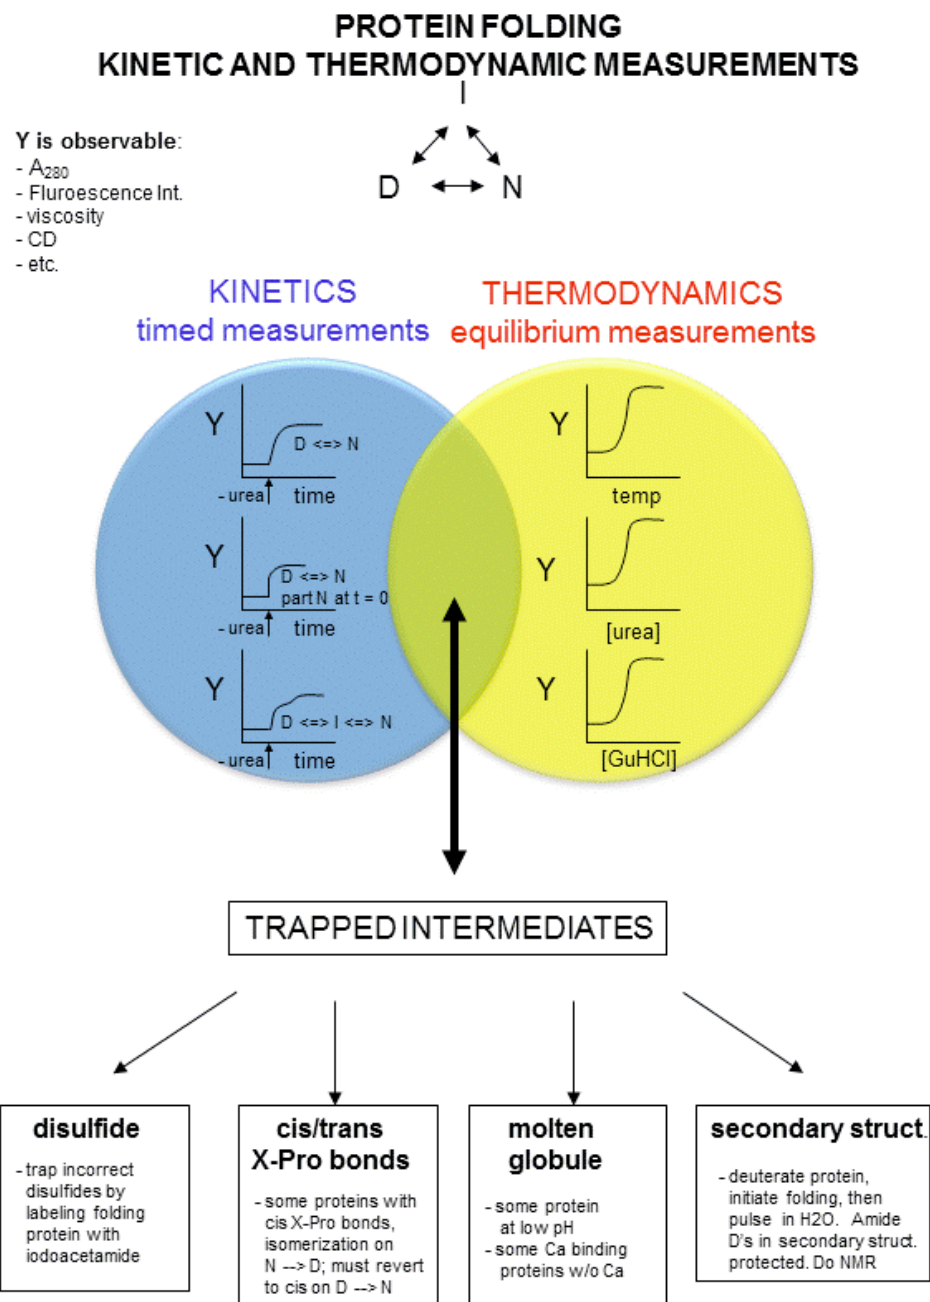 PROTEIN FOLDING
KINETIC AND THERMODYNAMIC MEASUREMENTS
I
D
N
Y is observable:
- A280
- Fluroescence Int.
- viscosity
- CD
- etc.
KINETICS
timed measurements
THERMODYNAMICS
equilibrium measurements
Y
D <=> N
- urea
time
Y
D <=> N
part N at t = 0
- urea
time
Y
D <=> I <=> N
- urea
time
Y
temp
Y
[urea]
Y
[GuHCl]
TRAPPED INTERMEDIATES
disulfide
- trap incorrect
disulfides by
labeling folding
protein with
iodoacetamide
cis/trans
X-Pro bonds
- some proteins with
cis X-Pro bonds,
isomerization on
N --> D; must revert
to cis on D --> N
molten
globule
- some protein
at low pH
- some Ca binding
proteins w/o Ca
secondary struct.
- deuterate protein,
initiate folding, then
pulse in H2O. Amide
D's in secondary struct.
protected. Do NMR